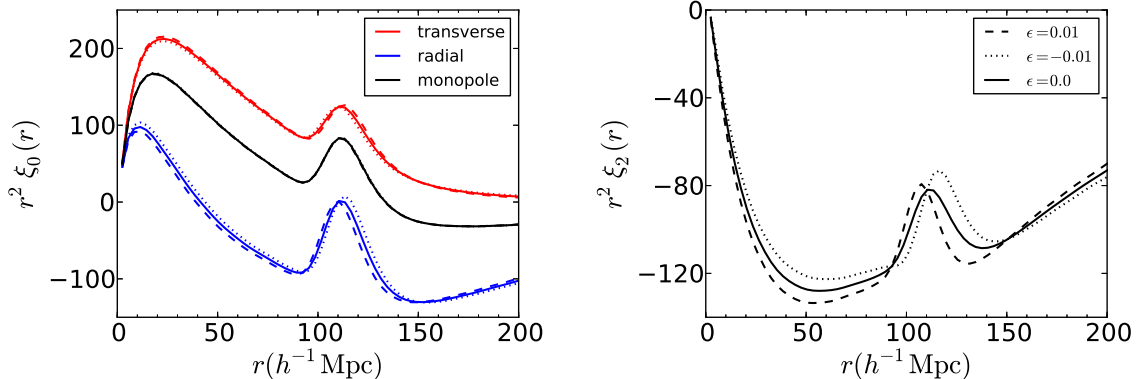 200
100
0
−100
r² ξ₀(r)
0 50 100 150 200
r(h⁻¹ Mpc)
transverse
radial
monopole
0
−40
−80
−120
r² ξ₂(r)
0 50 100 150 200
r(h⁻¹ Mpc)
ϵ=0.01
ϵ=−0.01
ϵ=0.0